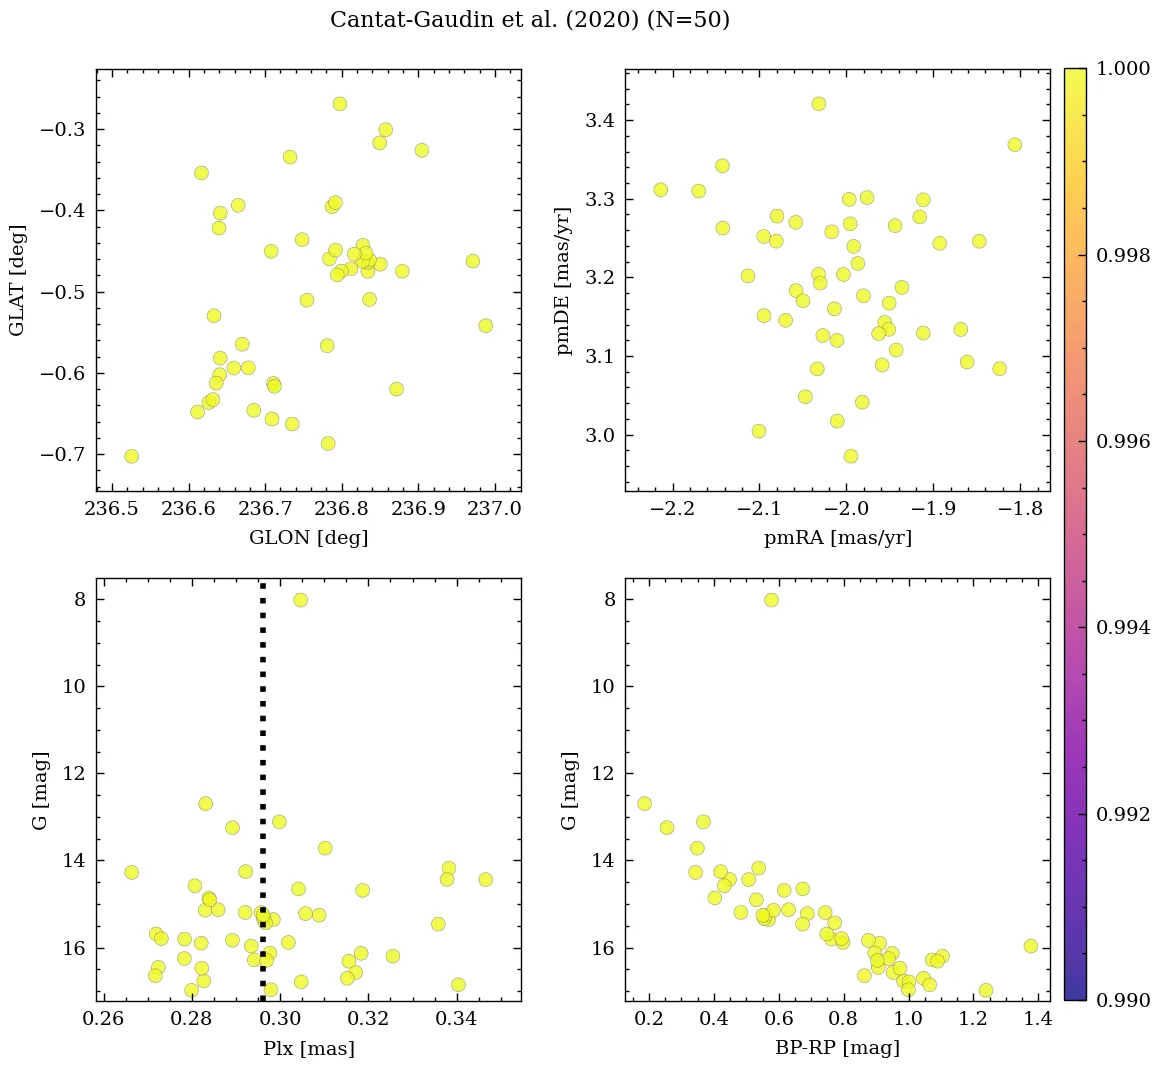 Cantat-Gaudin et al. (2020) (N=50)
−0.3
−0.4
−0.5
−0.6
−0.7
GLAT [deg]
236.5 236.6 236.7 236.8 236.9 237.0
GLON [deg]
3.4
3.3
3.2
3.1
3.0
pmDE [mas/yr]
−2.2 −2.1 −2.0 −1.9 −1.8
pmRA [mas/yr]
8
10
12
14
16
G [mag]
0.26 0.28 0.30 0.32 0.34
Plx [mas]
8
10
12
14
16
G [mag]
0.2 0.4 0.6 0.8 1.0 1.2 1.4
BP-RP [mag]
1.000
0.998
0.996
0.994
0.992
0.990